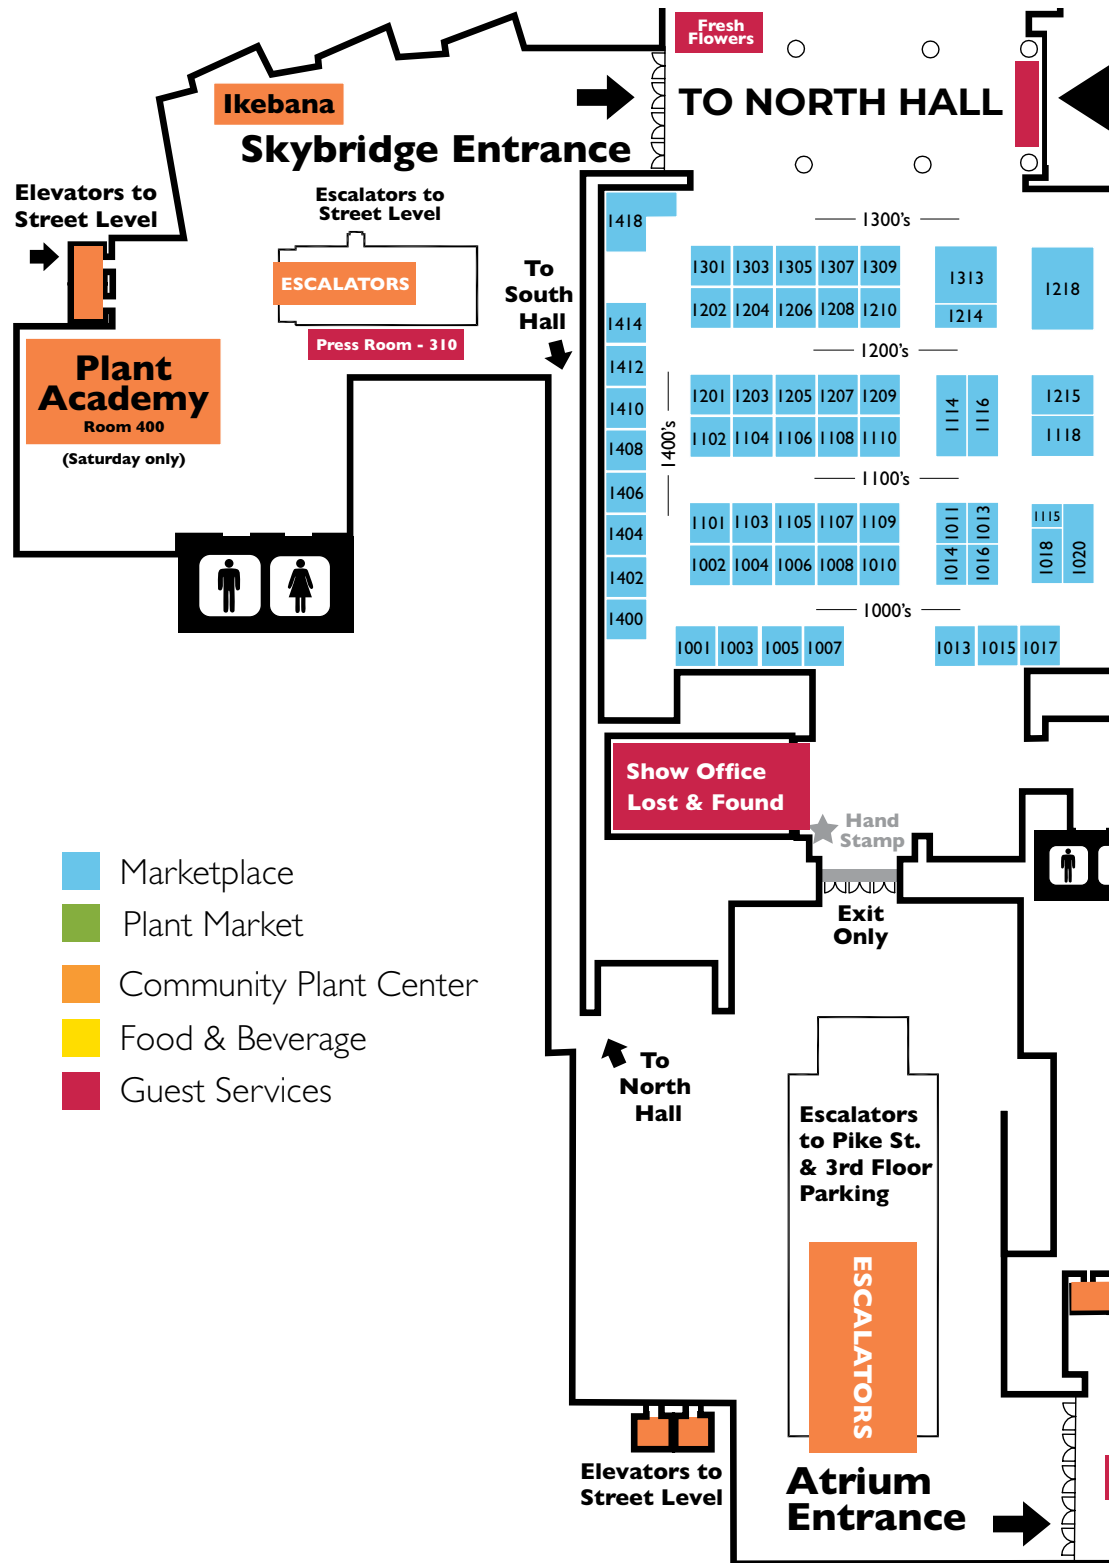 Fresh
Flowers
Ikebana
TO NORTH HALL
Skybridge Entrance
Elevators to
Street Level
Escalators to
Street Level
ESCALATORS
Press Room - 310
To
South
Hall
Plant
Academy
Room 400
(Saturday only)
1418
1414
1412
1410
1408
1406
1404
1402
1400
1400's
1300's
1301 1303 1305 1307 1309
1313
1218
1202 1204 1206 1208 1210
1214
1200's
1201 1203 1205 1207 1209
1114 1116
1215
1102 1104 1106 1108 1110
1118
1100's
1101 1103 1105 1107 1109
1011 1013
1115
1002 1004 1006 1008 1010
1014 1016
1018 1020
1000's
1001 1003 1005 1007
1013 1015 1017
Show Office
Lost & Found
Hand
Stamp
Exit
Only
Marketplace
Plant Market
Community Plant Center
Food & Beverage
Guest Services
To
North
Hall
Escalators
to Pike St.
& 3rd Floor
Parking
ESCALATORS
Elevators to
Street Level
Atrium
Entrance